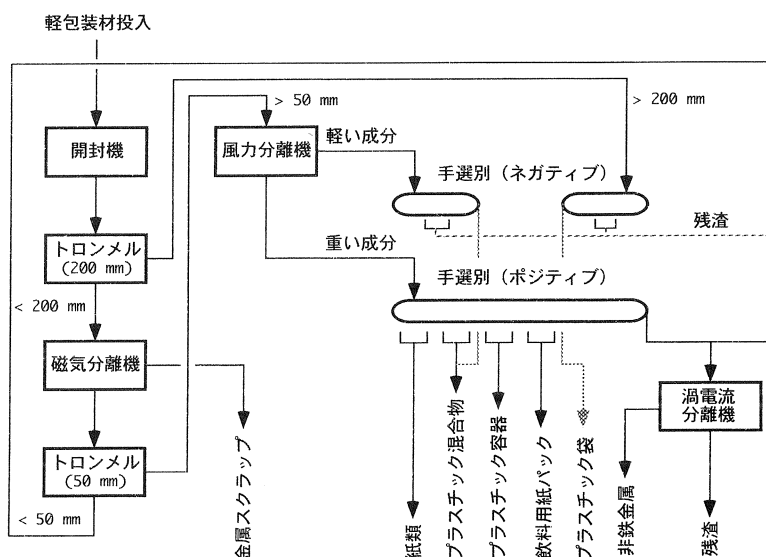 軽包装材投入
> 50 mm
> 200 mm
開封機
風力分離機
軽い成分
手選別（ネガティブ）
残渣
トロンメル
(200 mm)
重い成分
手選別（ポジティブ）
< 200 mm
磁気分離機
渦電流
分離機
トロンメル
(50 mm)
< 50 mm
金属スクラップ
紙類
プラスチック混合物
プラスチック容器
飲料用紙パック
プラスチック袋
非鉄金属
残渣